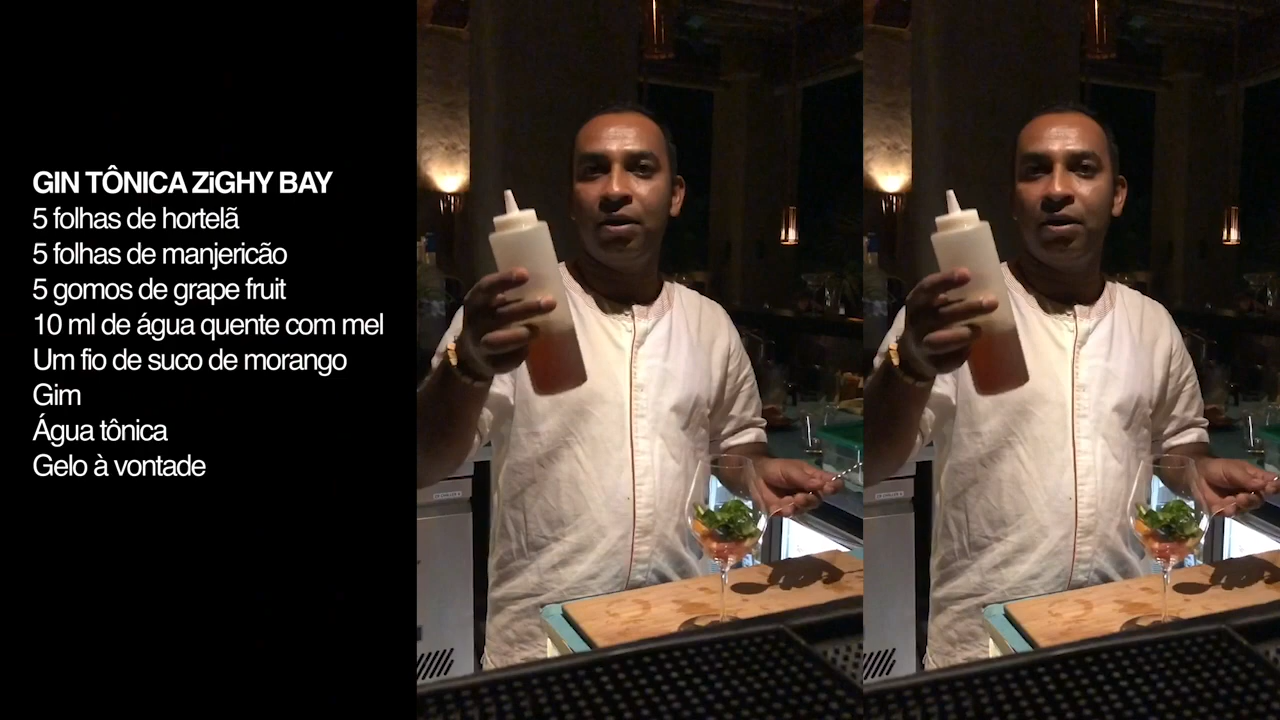 GIN TÔNICA ZiGHY BAY
5 folhas de hortelã
5 folhas de manjericão
5 gomos de grape fruit
10 ml de água quente com mel
Um fio de suco de morango
Gim
Água tônica
Gelo à vontade